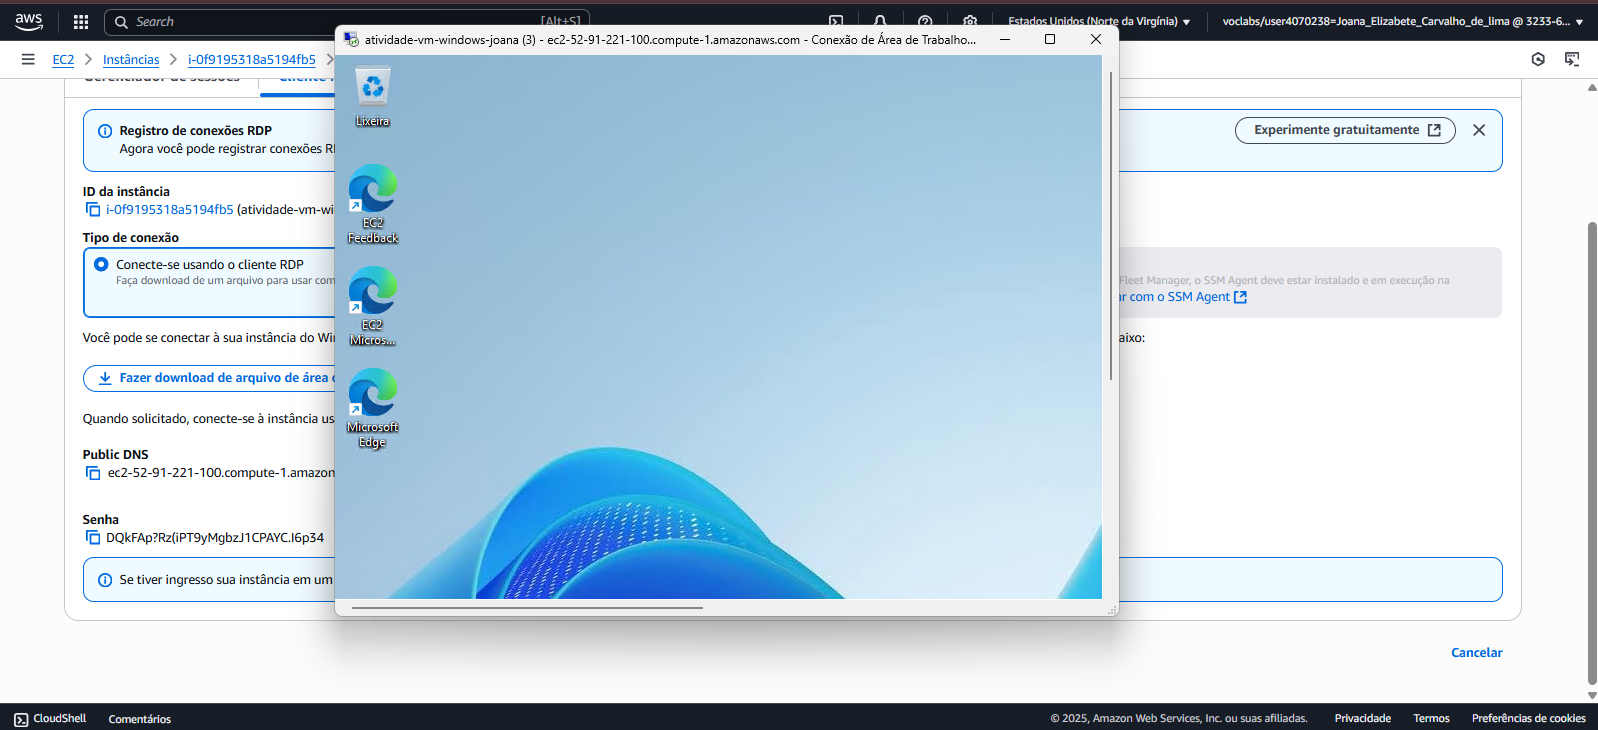 aws
Search
[Alt+S]
Estados Unidos (Norte da Virgínia)
voclabs/user4070238=Joana_Elizabete_Carvalho_de_lima @ 3233-6...
atividade-vm-windows-joana (3) - ec2-52-91-221-100.compute-1.amazonaws.com - Conexão de Área de Trabalho...
EC2
Instâncias
i-0f9195318a5194fb5
Gerenciador de sessões
Cliente
Registro de conexões RDP
Agora você pode registrar conexões
Experimente gratuitamente
ID da instância
i-0f9195318a5194fb5 (atividade-vm-wi
Tipo de conexão
Conecte-se usando o cliente RDP
Faça download de um arquivo para usar com
Fleet Manager, o SSM Agent deve estar instalado e em execução na
r com o SSM Agent
Você pode se conectar à sua instância do Wi
aixo:
Fazer download de arquivo de área
Quando solicitado, conecte-se à instância us
Public DNS
ec2-52-91-221-100.compute-1.amazon
Senha
DQkFAp?Rz(iPT9yMgbzJ1CPAYC.I6p34
Se tiver ingresso sua instância em um
Lixeira
EC2
Feedback
EC2
Micros...
Microsoft
Edge
Cancelar
CloudShell
Comentários
© 2025, Amazon Web Services, Inc. ou suas afiliadas.
Privacidade
Termos
Preferências de cookies